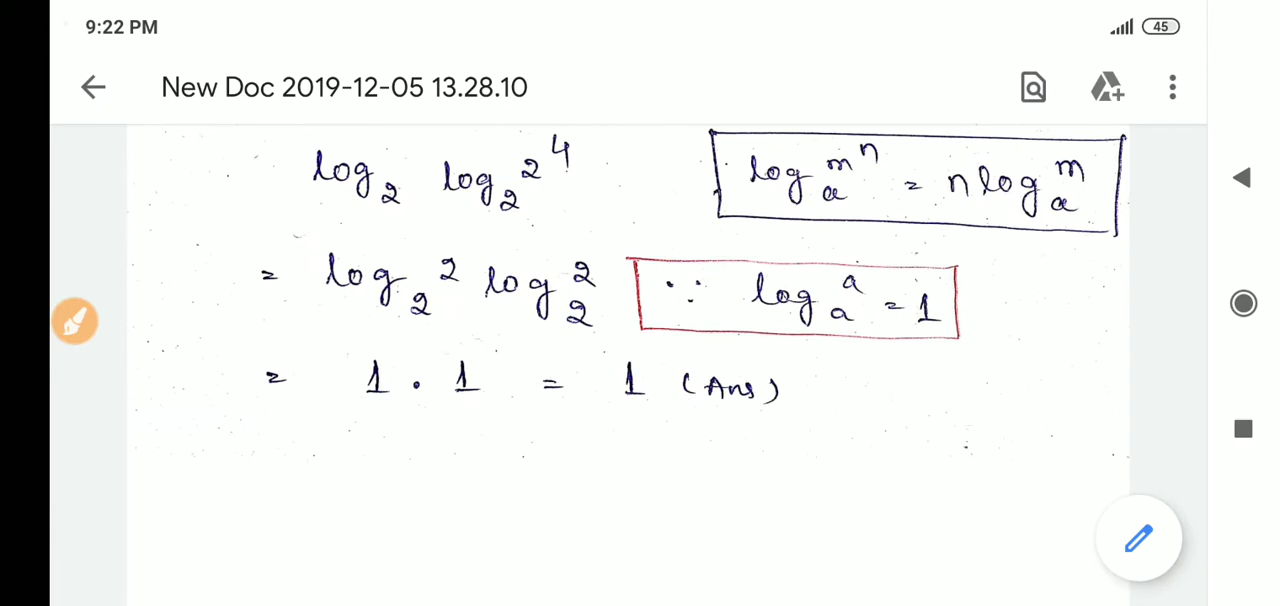 9:22 PM 45
New Doc 2019-12-05 13.28.10
log₂ log₂ 2⁴
logₐ mⁿ = n logₐ m
= log₂ 2 log₂ 2 ∵ logₐ a = 1
= 1 . 1 = 1 (Ans)